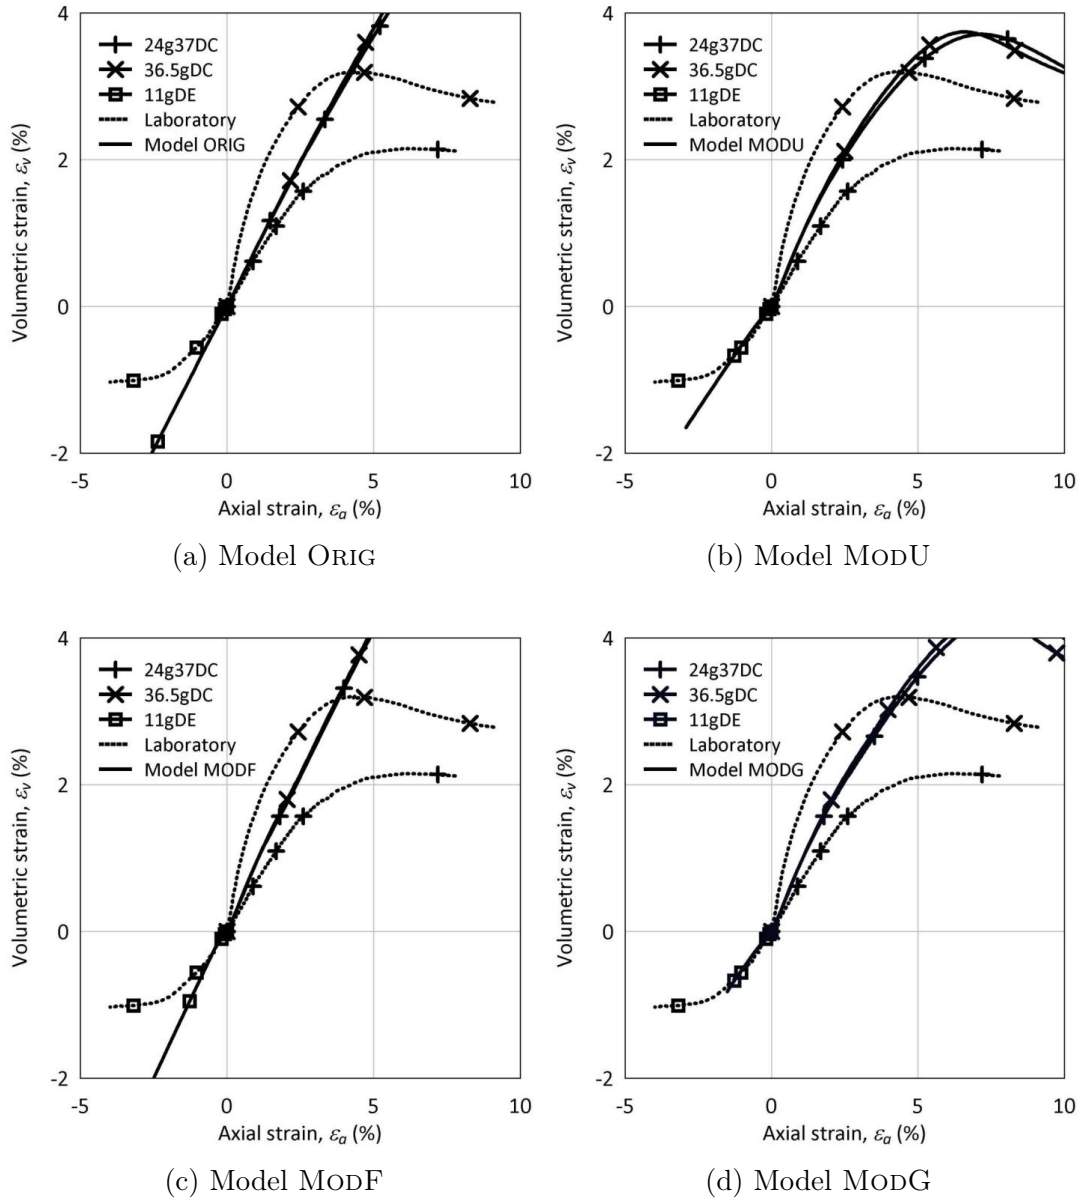 4
2
0
-2
-5
0
5
10
Volumetric strain, εv (%)
Axial strain, εa (%)
24g37DC
36.5gDC
11gDE
Laboratory
Model ORIG
(a) Model ORIG
4
2
0
-2
-5
0
5
10
Volumetric strain, εv (%)
Axial strain, εa (%)
24g37DC
36.5gDC
11gDE
Laboratory
Model MODU
(b) Model MODU
4
2
0
-2
-5
0
5
10
Volumetric strain, εv (%)
Axial strain, εa (%)
24g37DC
36.5gDC
11gDE
Laboratory
Model MODF
(c) Model MODF
4
2
0
-2
-5
0
5
10
Volumetric strain, εv (%)
Axial strain, εa (%)
24g37DC
36.5gDC
11gDE
Laboratory
Model MODG
(d) Model MODG